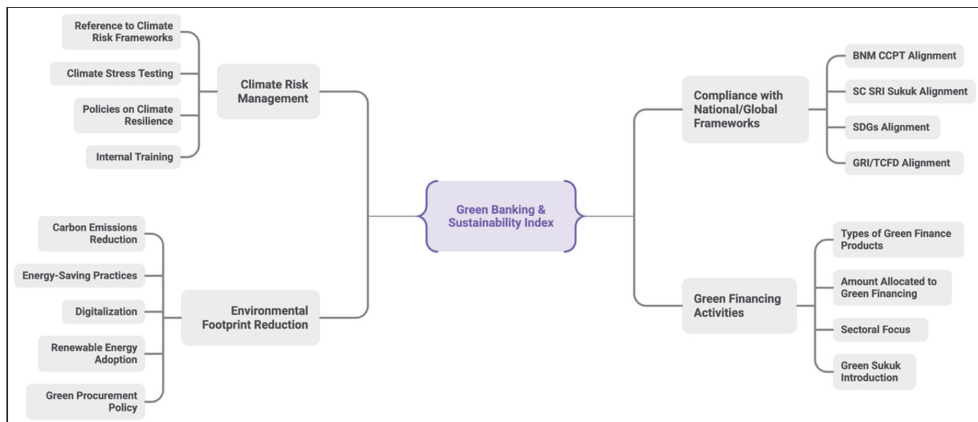 Reference to Climate
Risk Frameworks
Climate Stress Testing
Policies on Climate
Resilience
Internal Training
Climate Risk
Management
Carbon Emissions
Reduction
Energy-Saving Practices
Digitalization
Renewable Energy
Adoption
Green Procurement
Policy
Environmental
Footprint Reduction
Green Banking &
Sustainability Index
Compliance with
National/Global
Frameworks
BNM CCPT Alignment
SC SRI Sukuk Alignment
SDGs Alignment
GRI/TCFD Alignment
Green Financing
Activities
Types of Green Finance
Products
Amount Allocated to
Green Financing
Sectoral Focus
Green Sukuk
Introduction